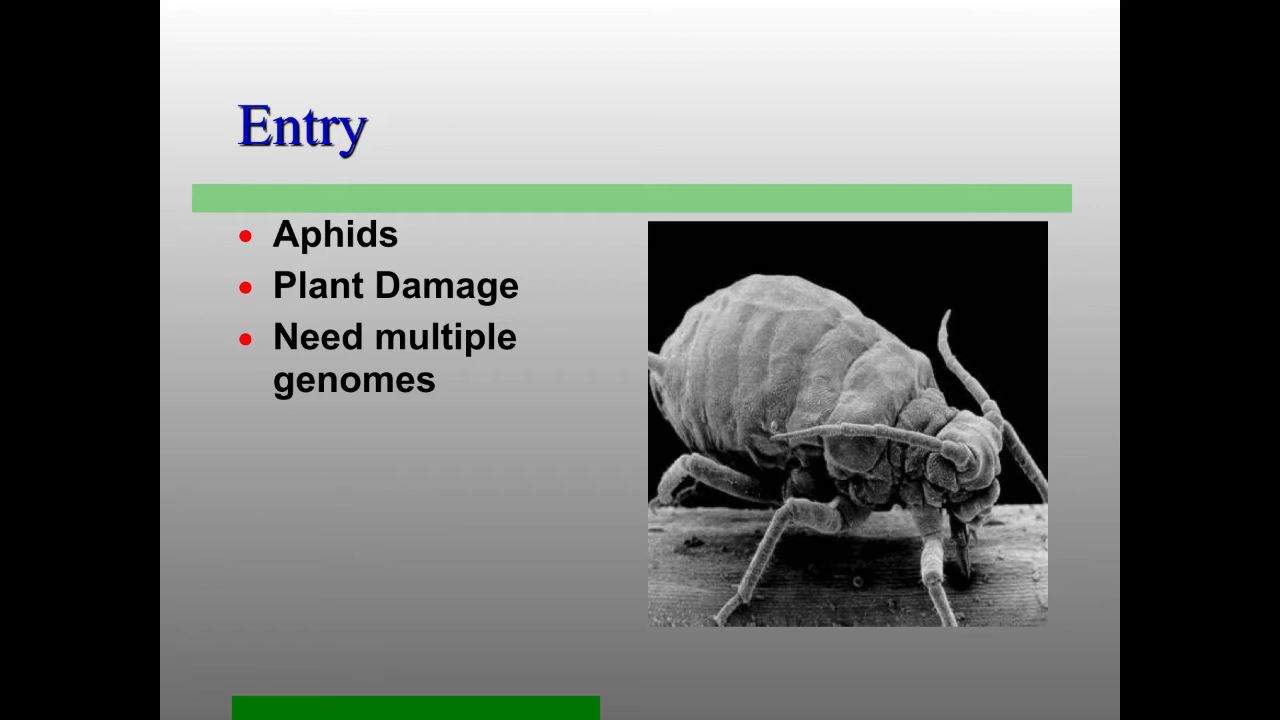 Entry
Aphids
Plant Damage
Need multiple
genomes